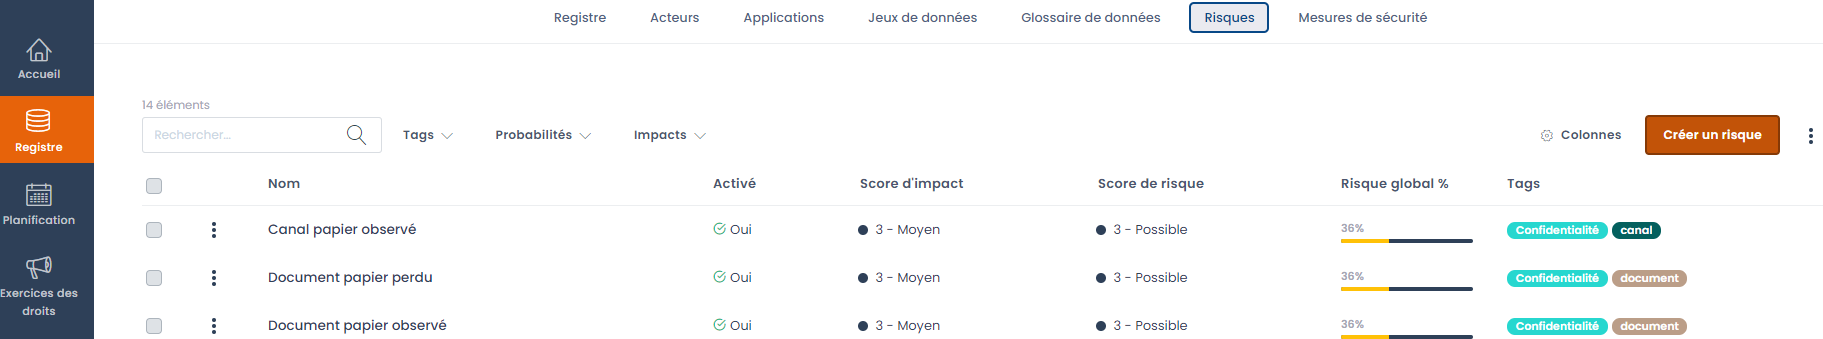 Registre Acteurs Applications Jeux de données Glossaire de données Risques Mesures de sécurité
Accueil
Registre
Planification
Exercices des
droits
14 éléments
Rechercher... Tags Probabilités Impacts Colonnes Créer un risque
Nom Activé Score d'impact Score de risque Risque global % Tags
Canal papier observé Oui 3 - Moyen 3 - Possible 36% Confidentialité canal
Document papier perdu Oui 3 - Moyen 3 - Possible 36% Confidentialité document
Document papier observé Oui 3 - Moyen 3 - Possible 36% Confidentialité document